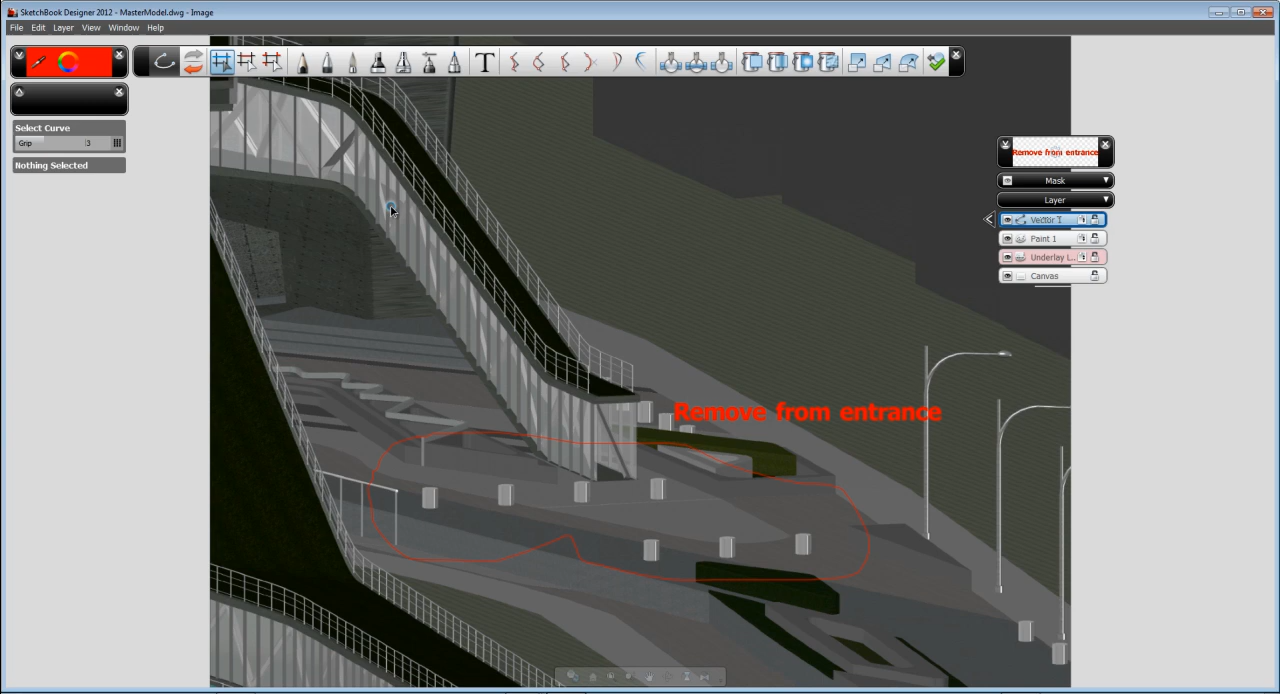 SketchBook Designer 2012 - MasterModel.dwg - Image
File Edit Layer View Window Help
T
Select Curve
Grip 3
Nothing Selected
Remove from entrance
Mask
Layer
Vector 1
Paint 1
Underlay L...
Canvas
Remove from entrance